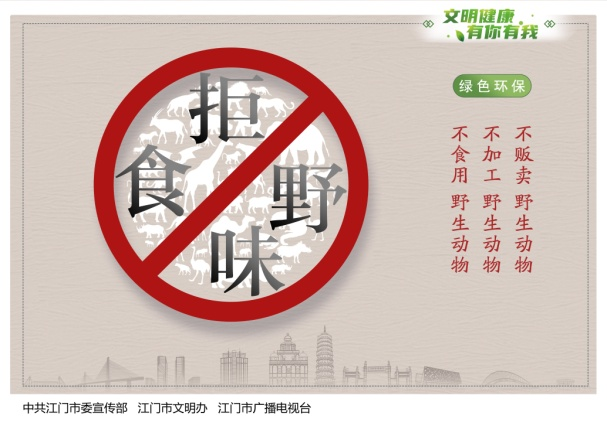 文明健康
有你有我
绿色环保
拒
食野
味
不贩卖 野生动物
不加工 野生动物
不食用 野生动物
中共江门市委宣传部 江门市文明办 江门市广播电视台